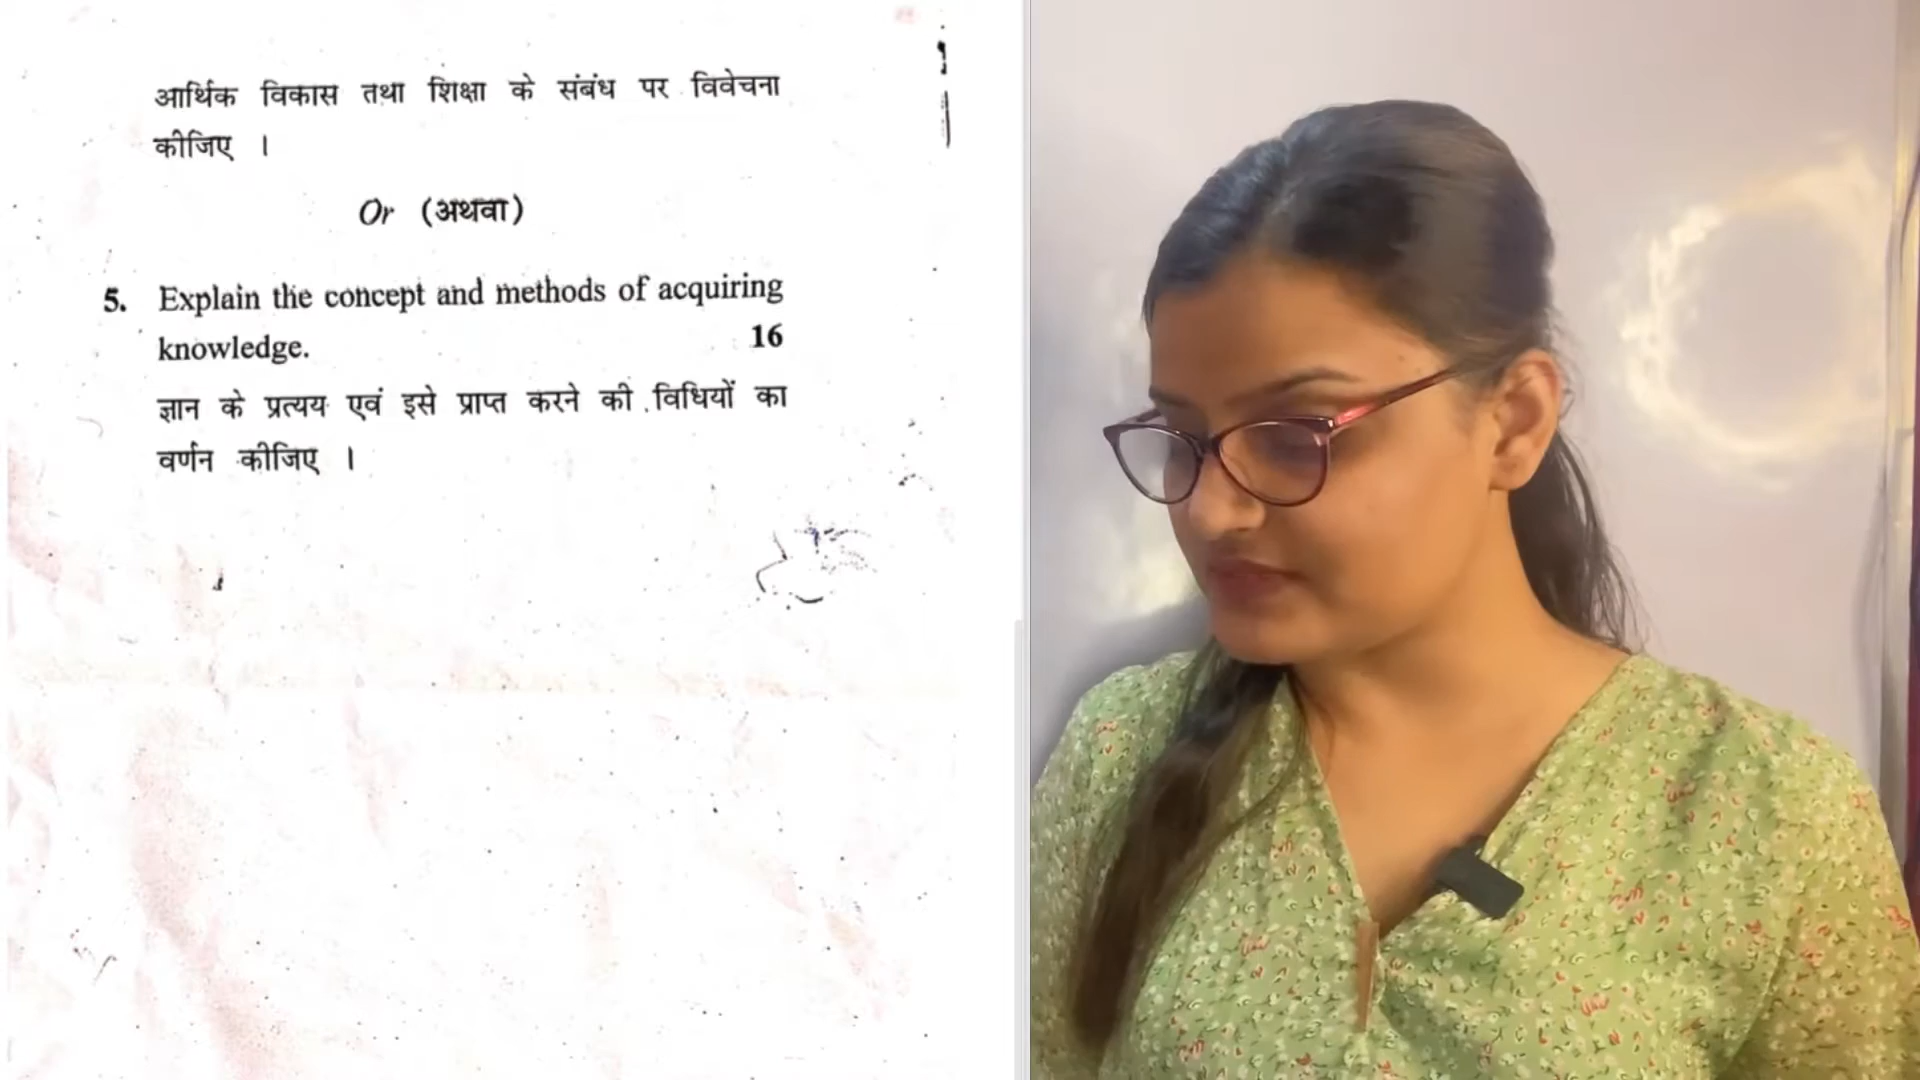 आर्थिक विकास तथा शिक्षा के संबंध पर विवेचना
कीजिए ।
Or (अथवा)
5. Explain the concept and methods of acquiring
knowledge. 16
ज्ञान के प्रत्यय एवं इसे प्राप्त करने की विधियों का
वर्णन कीजिए ।